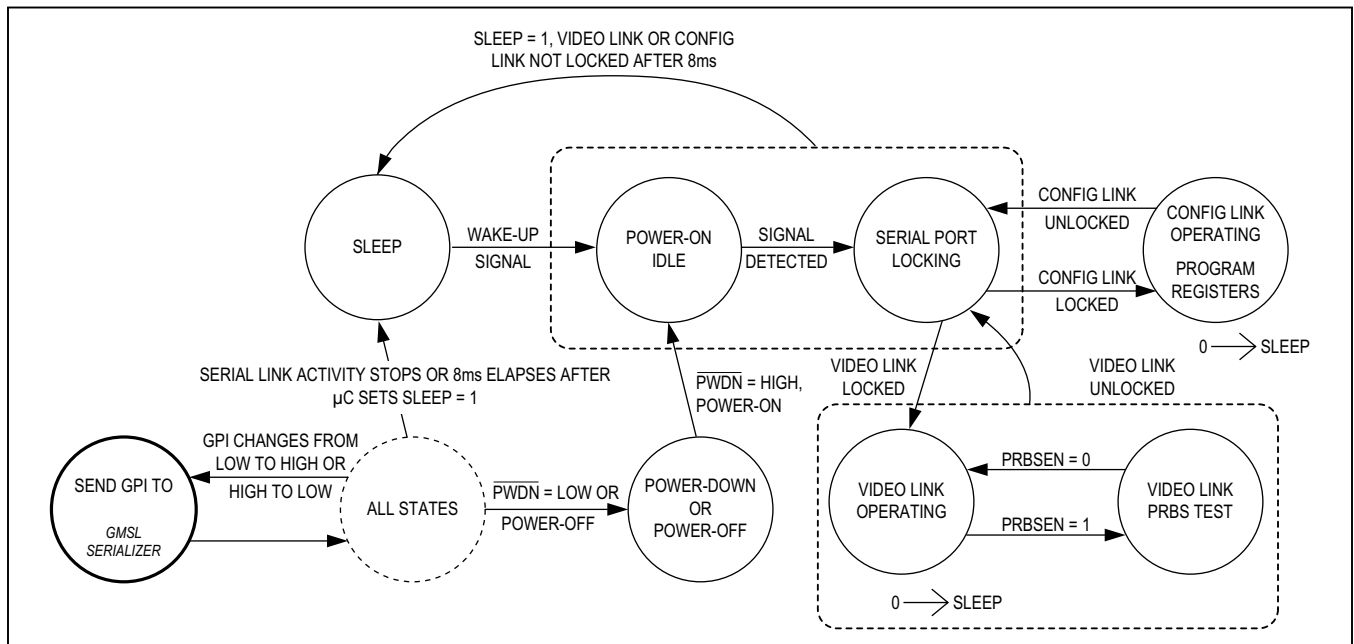 SLEEP = 1, VIDEO LINK OR CONFIG
LINK NOT LOCKED AFTER 8ms
SLEEP
WAKE-UP
SIGNAL
POWER-ON
IDLE
SIGNAL
DETECTED
SERIAL PORT
LOCKING
CONFIG LINK
UNLOCKED
CONFIG LINK
LOCKED
CONFIG LINK
OPERATING
PROGRAM
REGISTERS
0 → SLEEP
SERIAL LINK ACTIVITY STOPS OR 8ms ELAPSES AFTER
µC SETS SLEEP = 1
P̅W̅D̅N̅ = HIGH,
POWER-ON
VIDEO LINK
LOCKED
VIDEO LINK
UNLOCKED
GPI CHANGES FROM
LOW TO HIGH OR
HIGH TO LOW
SEND GPI TO
GMSL
SERIALIZER
ALL STATES
P̅W̅D̅N̅ = LOW OR
POWER-OFF
POWER-DOWN
OR
POWER-OFF
VIDEO LINK
OPERATING
PRBSEN = 0
PRBSEN = 1
VIDEO LINK
PRBS TEST
0 → SLEEP